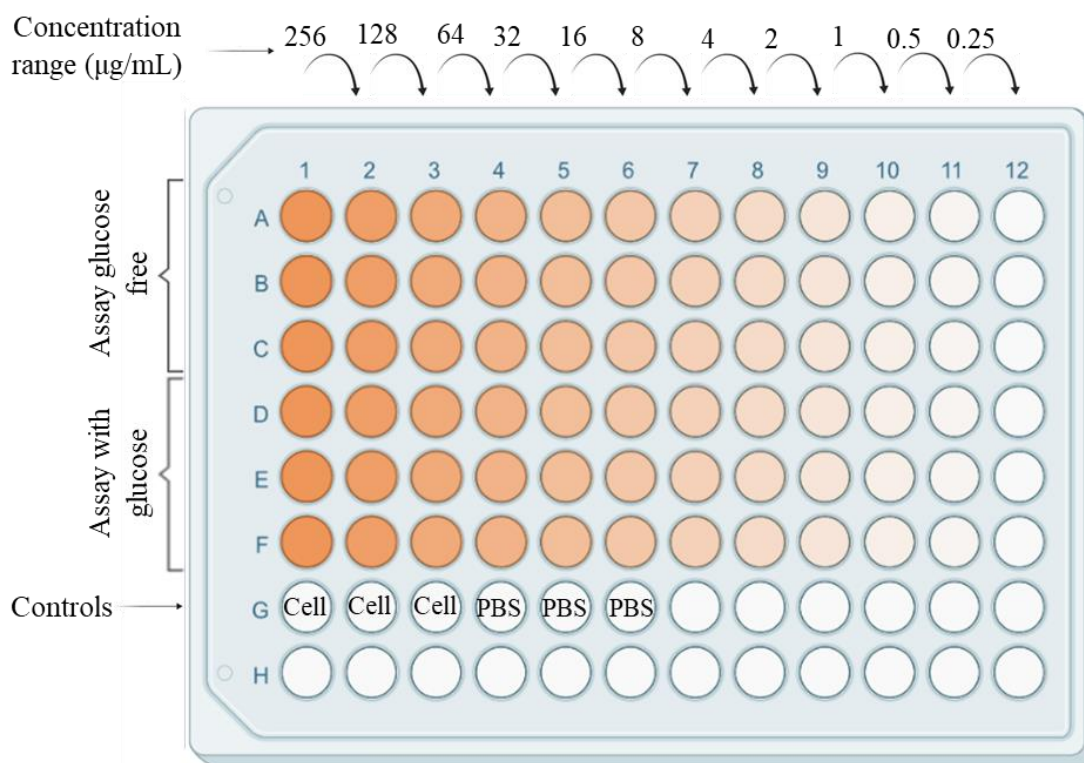 Concentration
range (μg/mL)
256 128 64 32 16 8 4 2 1 0.5 0.25
1 2 3 4 5 6 7 8 9 10 11 12
Assay glucose
free
A
B
C
Assay with
glucose
D
E
F
Controls
G Cell Cell Cell PBS PBS PBS
H